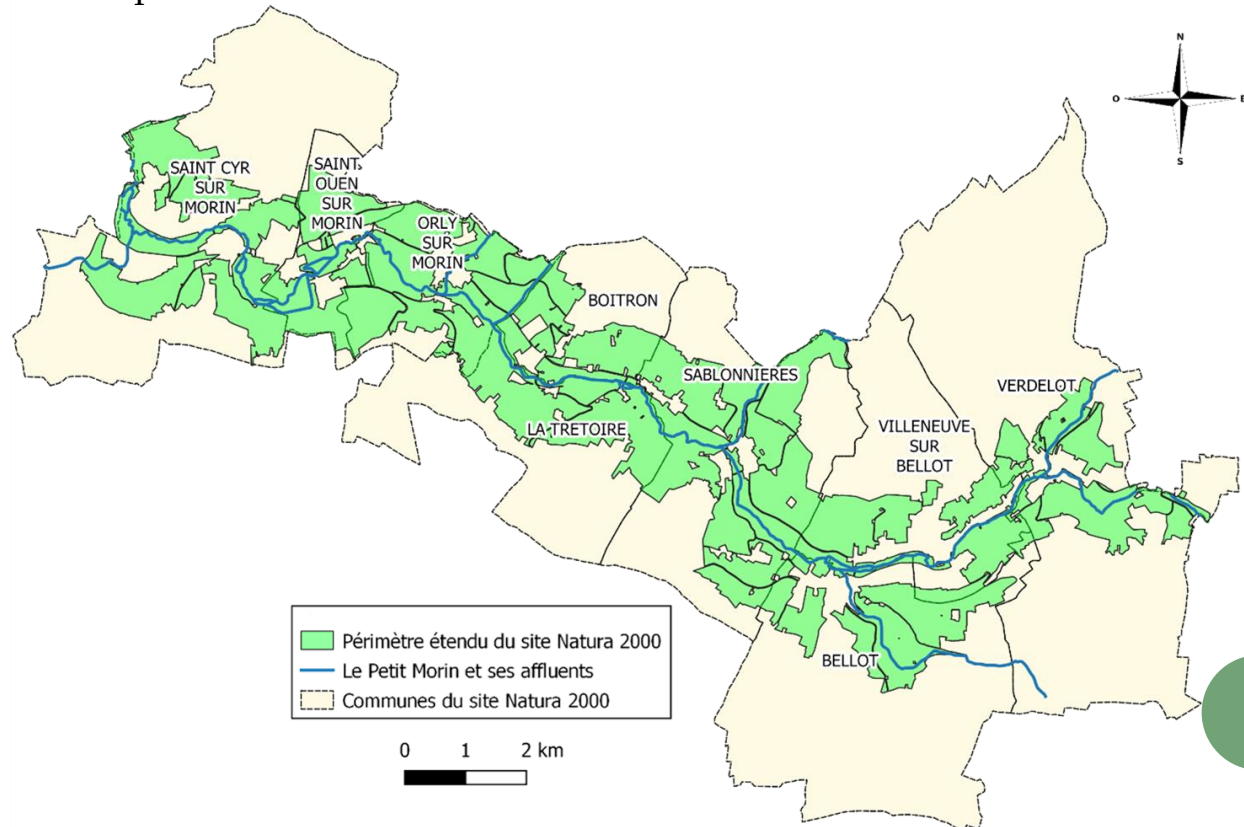 N
O
E
S
SAINT CYR
SUR
MORIN
SAINT
OUEN
SUR
MORIN
ORLY
SUR
MORIN
BOITRON
SABLONNIERES
VERDELOT
LA TRETOIRE
VILLENEUVE
SUR
BELLOT
BELLOT
Périmètre étendu du site Natura 2000
Le Petit Morin et ses affluents
Communes du site Natura 2000
0 1 2 km